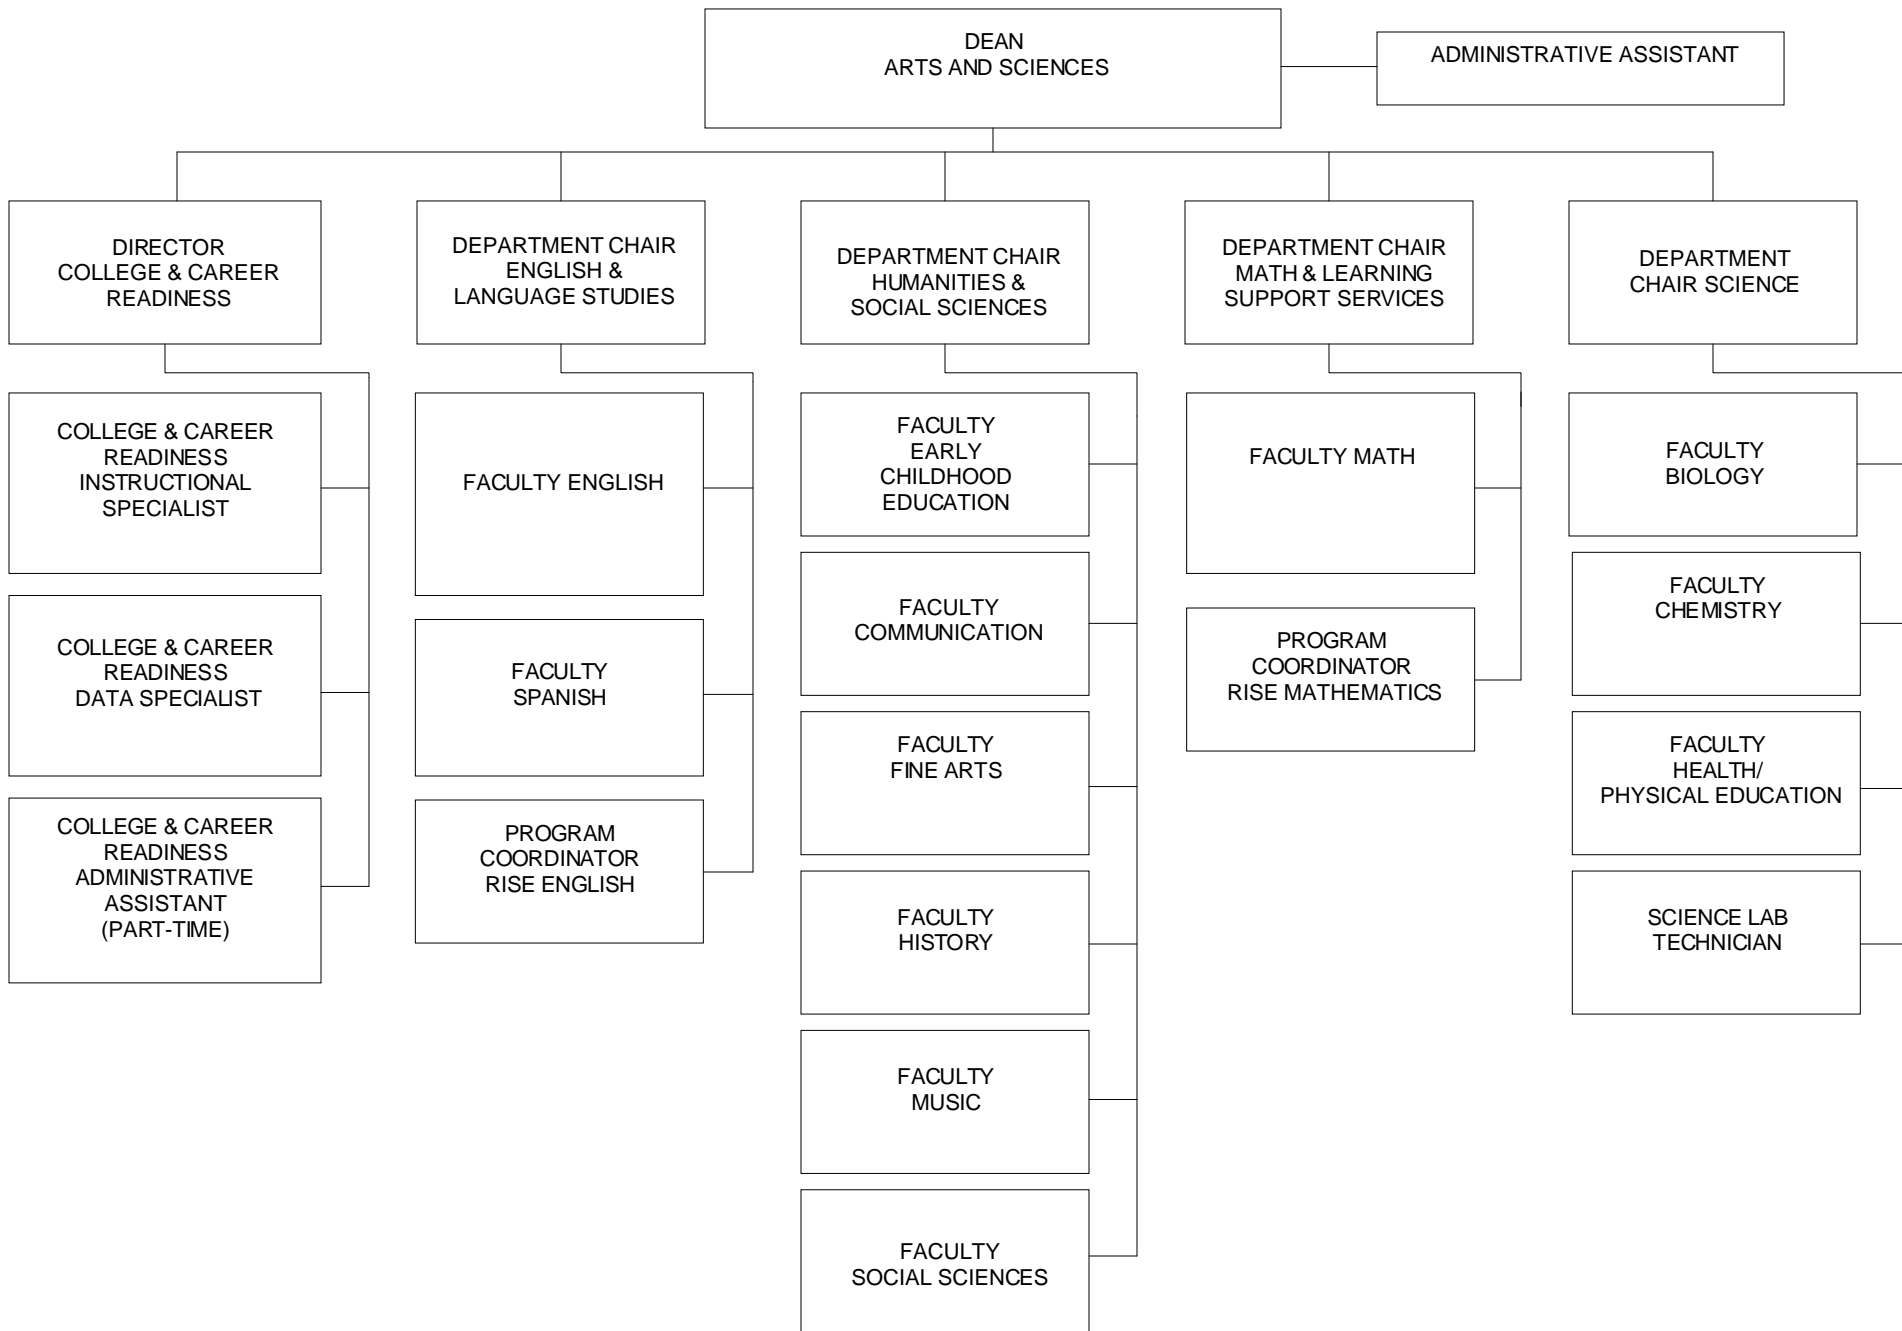 DEAN
ARTS AND SCIENCES
ADMINISTRATIVE ASSISTANT
DIRECTOR
COLLEGE & CAREER
READINESS
DEPARTMENT CHAIR
ENGLISH &
LANGUAGE STUDIES
DEPARTMENT CHAIR
HUMANITIES &
SOCIAL SCIENCES
DEPARTMENT CHAIR
MATH & LEARNING
SUPPORT SERVICES
DEPARTMENT
CHAIR SCIENCE
COLLEGE & CAREER
READINESS
INSTRUCTIONAL
SPECIALIST
COLLEGE & CAREER
READINESS
DATA SPECIALIST
COLLEGE & CAREER
READINESS
ADMINISTRATIVE
ASSISTANT
(PART-TIME)
FACULTY ENGLISH
FACULTY
SPANISH
PROGRAM
COORDINATOR
RISE ENGLISH
FACULTY
EARLY
CHILDHOOD
EDUCATION
FACULTY
COMMUNICATION
FACULTY
FINE ARTS
FACULTY
HISTORY
FACULTY
MUSIC
FACULTY
SOCIAL SCIENCES
FACULTY MATH
PROGRAM
COORDINATOR
RISE MATHEMATICS
FACULTY
BIOLOGY
FACULTY
CHEMISTRY
FACULTY
HEALTH/
PHYSICAL EDUCATION
SCIENCE LAB
TECHNICIAN